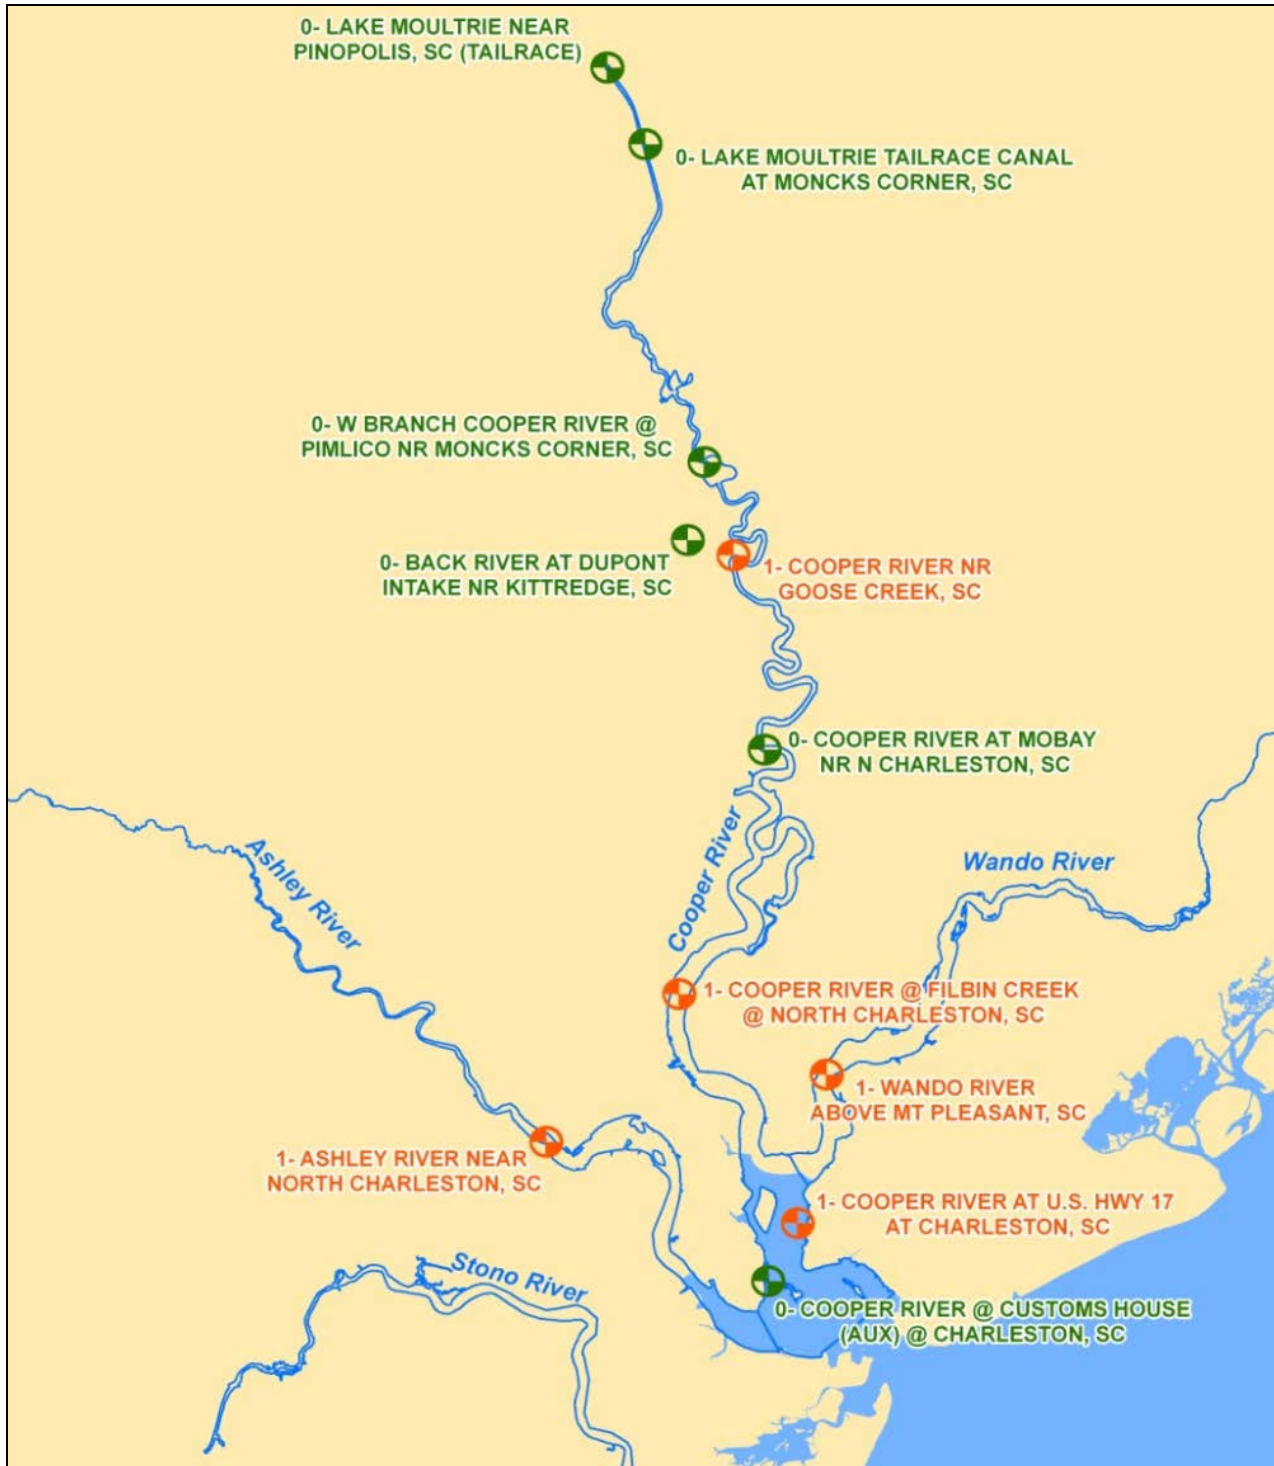 0- LAKE MOULTRIE NEAR
PINOPOLIS, SC (TAILRACE)
0- LAKE MOULTRIE TAILRACE CANAL
AT MONCKS CORNER, SC
0- W BRANCH COOPER RIVER @
PIMLICO NR MONCKS CORNER, SC
0- BACK RIVER AT DUPONT
INTAKE NR KITTREDGE, SC
1- COOPER RIVER NR
GOOSE CREEK, SC
0- COOPER RIVER AT MOBAY
NR N CHARLESTON, SC
Ashley River
Cooper River
Wando River
1- COOPER RIVER @ FILBIN CREEK
@ NORTH CHARLESTON, SC
1- WANDO RIVER
ABOVE MT PLEASANT, SC
1- ASHLEY RIVER NEAR
NORTH CHARLESTON, SC
1- COOPER RIVER AT U.S. HWY 17
AT CHARLESTON, SC
Stono River
0- COOPER RIVER @ CUSTOMS HOUSE
(AUX) @ CHARLESTON, SC